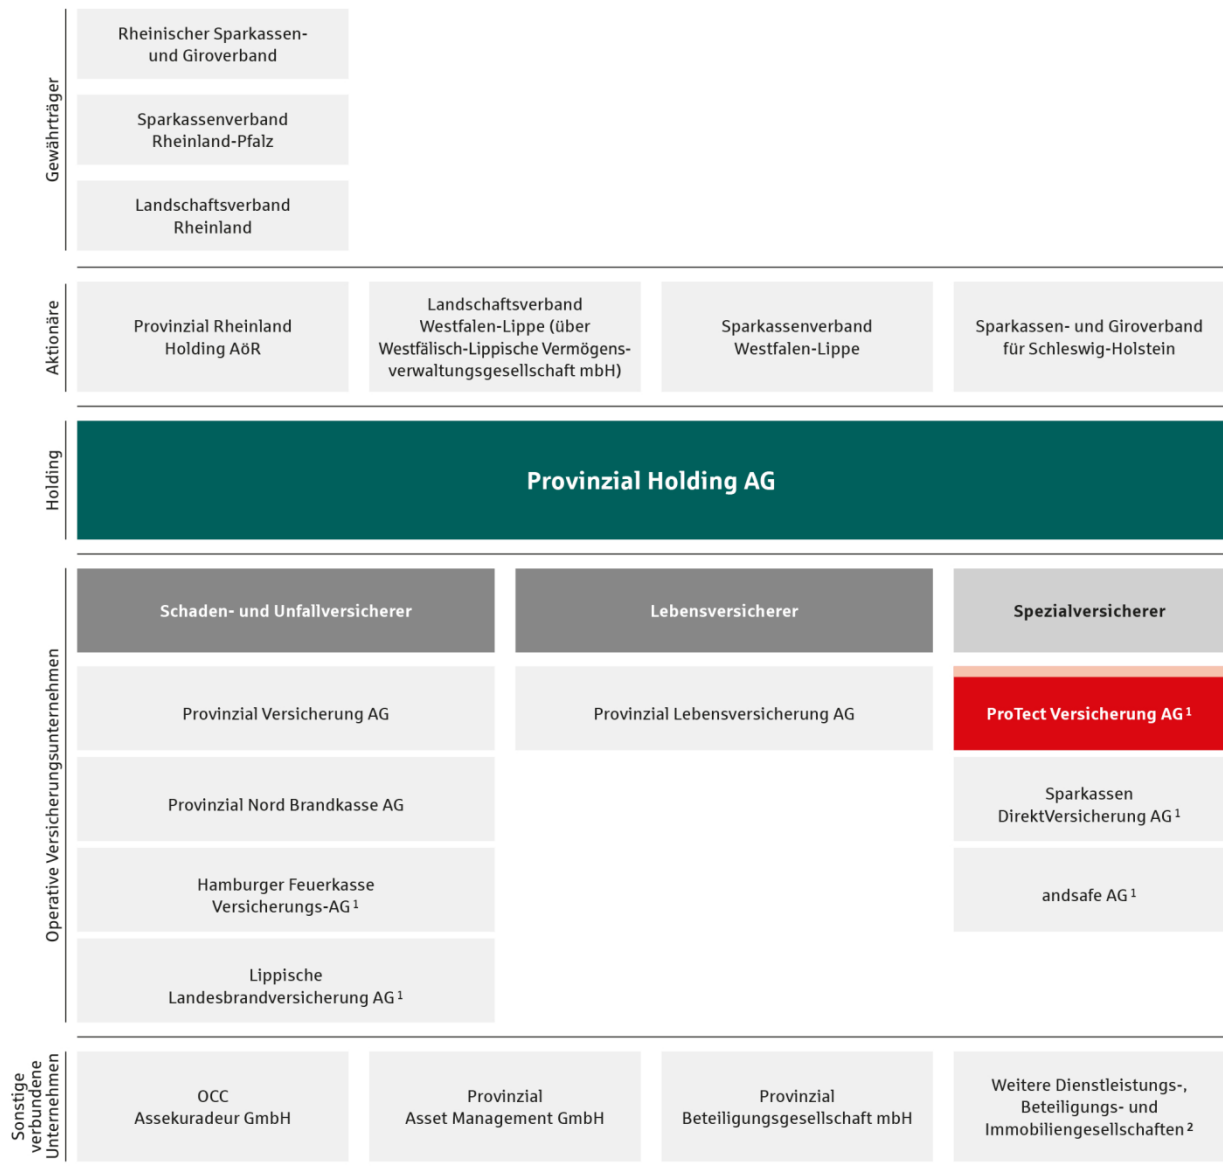 Gewährträger
Rheinischer Sparkassen-
und Giroverband
Sparkassenverband
Rheinland-Pfalz
Landschaftsverband
Rheinland
Aktionäre
Provinzial Rheinland
Holding AöR
Landschaftsverband
Westfalen-Lippe (über
Westfälisch-Lippische Vermögens-
verwaltungsgesellschaft mbH)
Sparkassenverband
Westfalen-Lippe
Sparkassen- und Giroverband
für Schleswig-Holstein
Holding
Provinzial Holding AG
Operative Versicherungsunternehmen
Schaden- und Unfallversicherer
Lebensversicherer
Spezialversicherer
Provinzial Versicherung AG
Provinzial Lebensversicherung AG
ProTect Versicherung AG¹
Provinzial Nord Brandkasse AG
Sparkassen
DirektVersicherung AG¹
Hamburger Feuerkasse
Versicherungs-AG¹
andsafe AG¹
Lippische
Landesbrandversicherung AG¹
Sonstige
verbundene
Unternehmen
OCC
Assekuradeur GmbH
Provinzial
Asset Management GmbH
Provinzial
Beteiligungsgesellschaft mbH
Weitere Dienstleistungs-,
Beteiligungs- und
Immobiliengesellschaften²